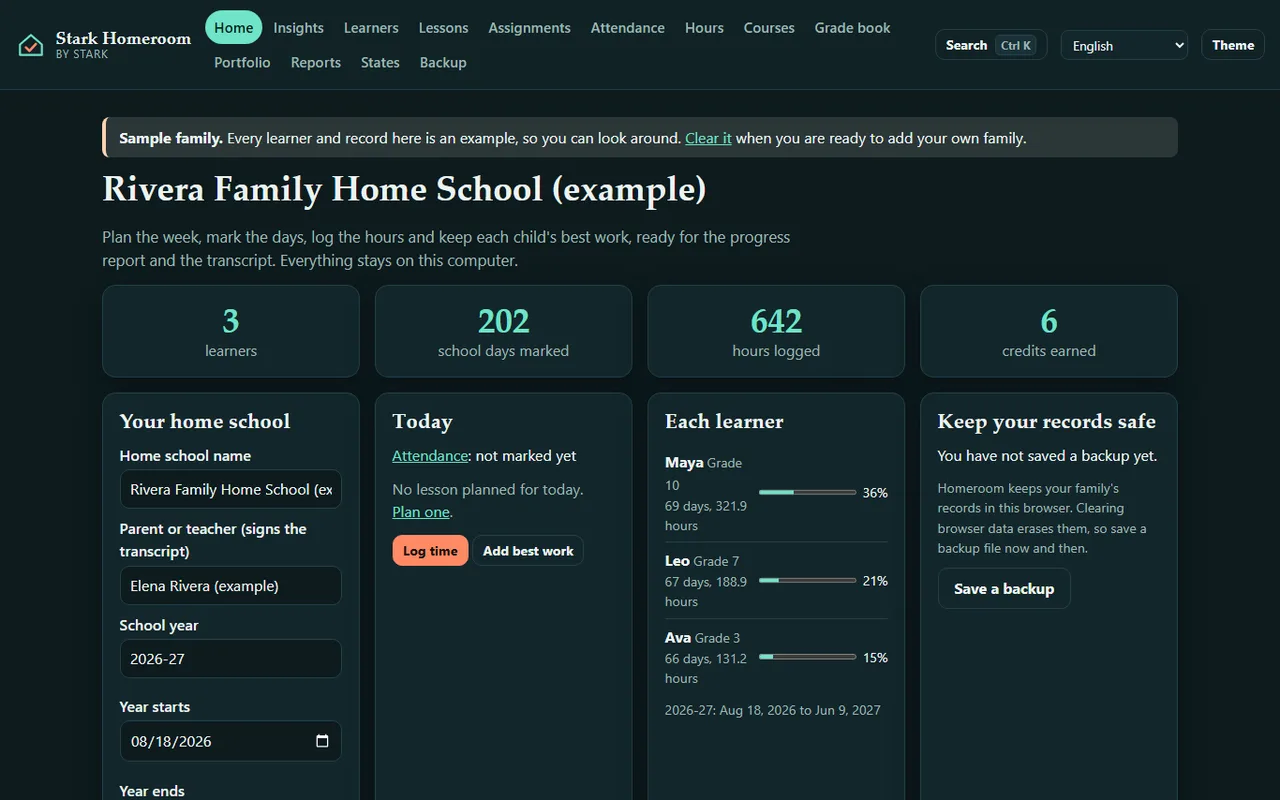 Stark Homeroom
BY STARK
Home
Insights
Learners
Lessons
Assignments
Attendance
Hours
Courses
Grade book
Portfolio
Reports
States
Backup
Search Ctrl K
English
Theme
Sample family. Every learner and record here is an example, so you can look around. Clear it when you are ready to add your own family.
Rivera Family Home School (example)
Plan the week, mark the days, log the hours and keep each child's best work, ready for the progress
report and the transcript. Everything stays on this computer.
3
learners
202
school days marked
642
hours logged
6
credits earned
Your home school
Home school name
Rivera Family Home School (ex
Parent or teacher (signs the
transcript)
Elena Rivera (example)
School year
2026-27
Year starts
08/18/2026
Year ends
Today
Attendance: not marked yet
No lesson planned for today.
Plan one.
Log time
Add best work
Each learner
Maya Grade
10
69 days, 321.9
hours
36%
Leo Grade 7
67 days, 188.9
hours
21%
Ava Grade 3
66 days, 131.2
hours
15%
2026-27: Aug 18, 2026 to Jun 9, 2027
Keep your records safe
You have not saved a backup yet.
Homeroom keeps your family's
records in this browser. Clearing
browser data erases them, so save a
backup file now and then.
Save a backup